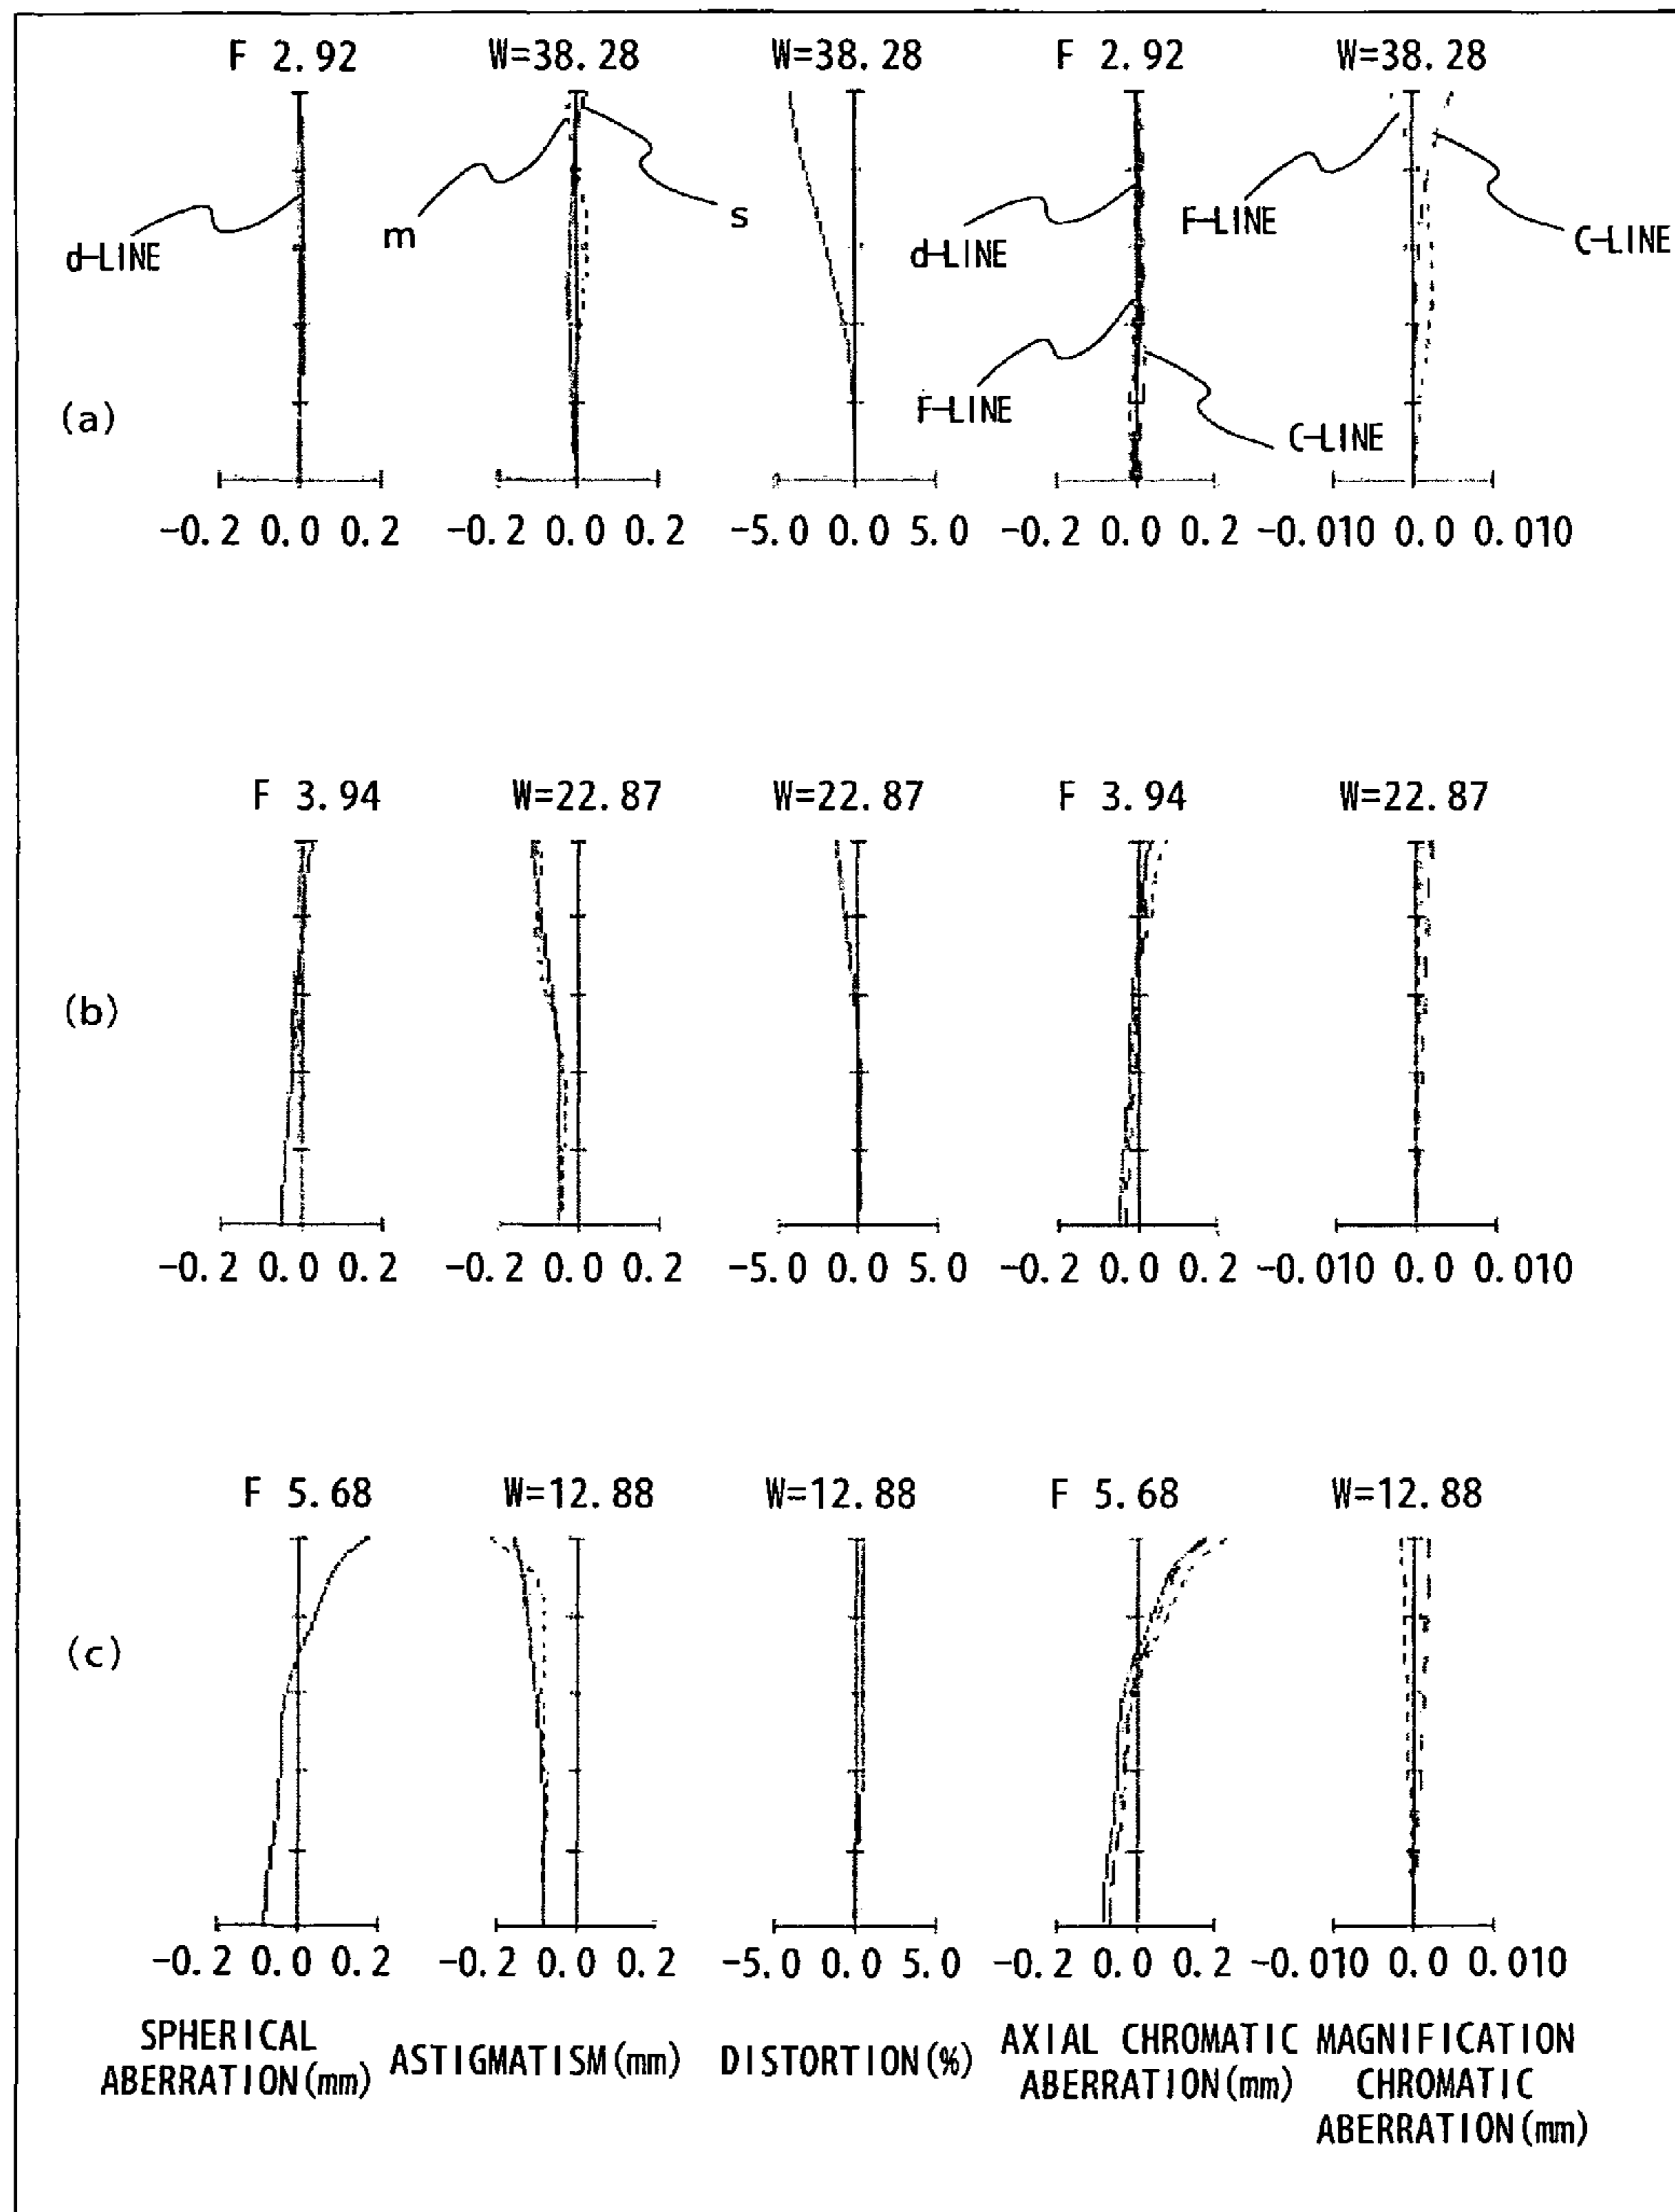 F 2.92 W=38.28 W=38.28 F 2.92 W=38.28
d-LINE m s d-LINE F-LINE C-LINE
F-LINE C-LINE
(a)
-0.2 0.0 0.2 -0.2 0.0 0.2 -5.0 0.0 5.0 -0.2 0.0 0.2 -0.010 0.0 0.010
F 3.94 W=22.87 W=22.87 F 3.94 W=22.87
(b)
-0.2 0.0 0.2 -0.2 0.0 0.2 -5.0 0.0 5.0 -0.2 0.0 0.2 -0.010 0.0 0.010
F 5.68 W=12.88 W=12.88 F 5.68 W=12.88
(c)
-0.2 0.0 0.2 -0.2 0.0 0.2 -5.0 0.0 5.0 -0.2 0.0 0.2 -0.010 0.0 0.010
SPHERICAL
ABERRATION(mm)
ASTIGMATISM(mm)
DISTORTION(%)
AXIAL CHROMATIC
ABERRATION(mm)
MAGNIFICATION
CHROMATIC
ABERRATION(mm)